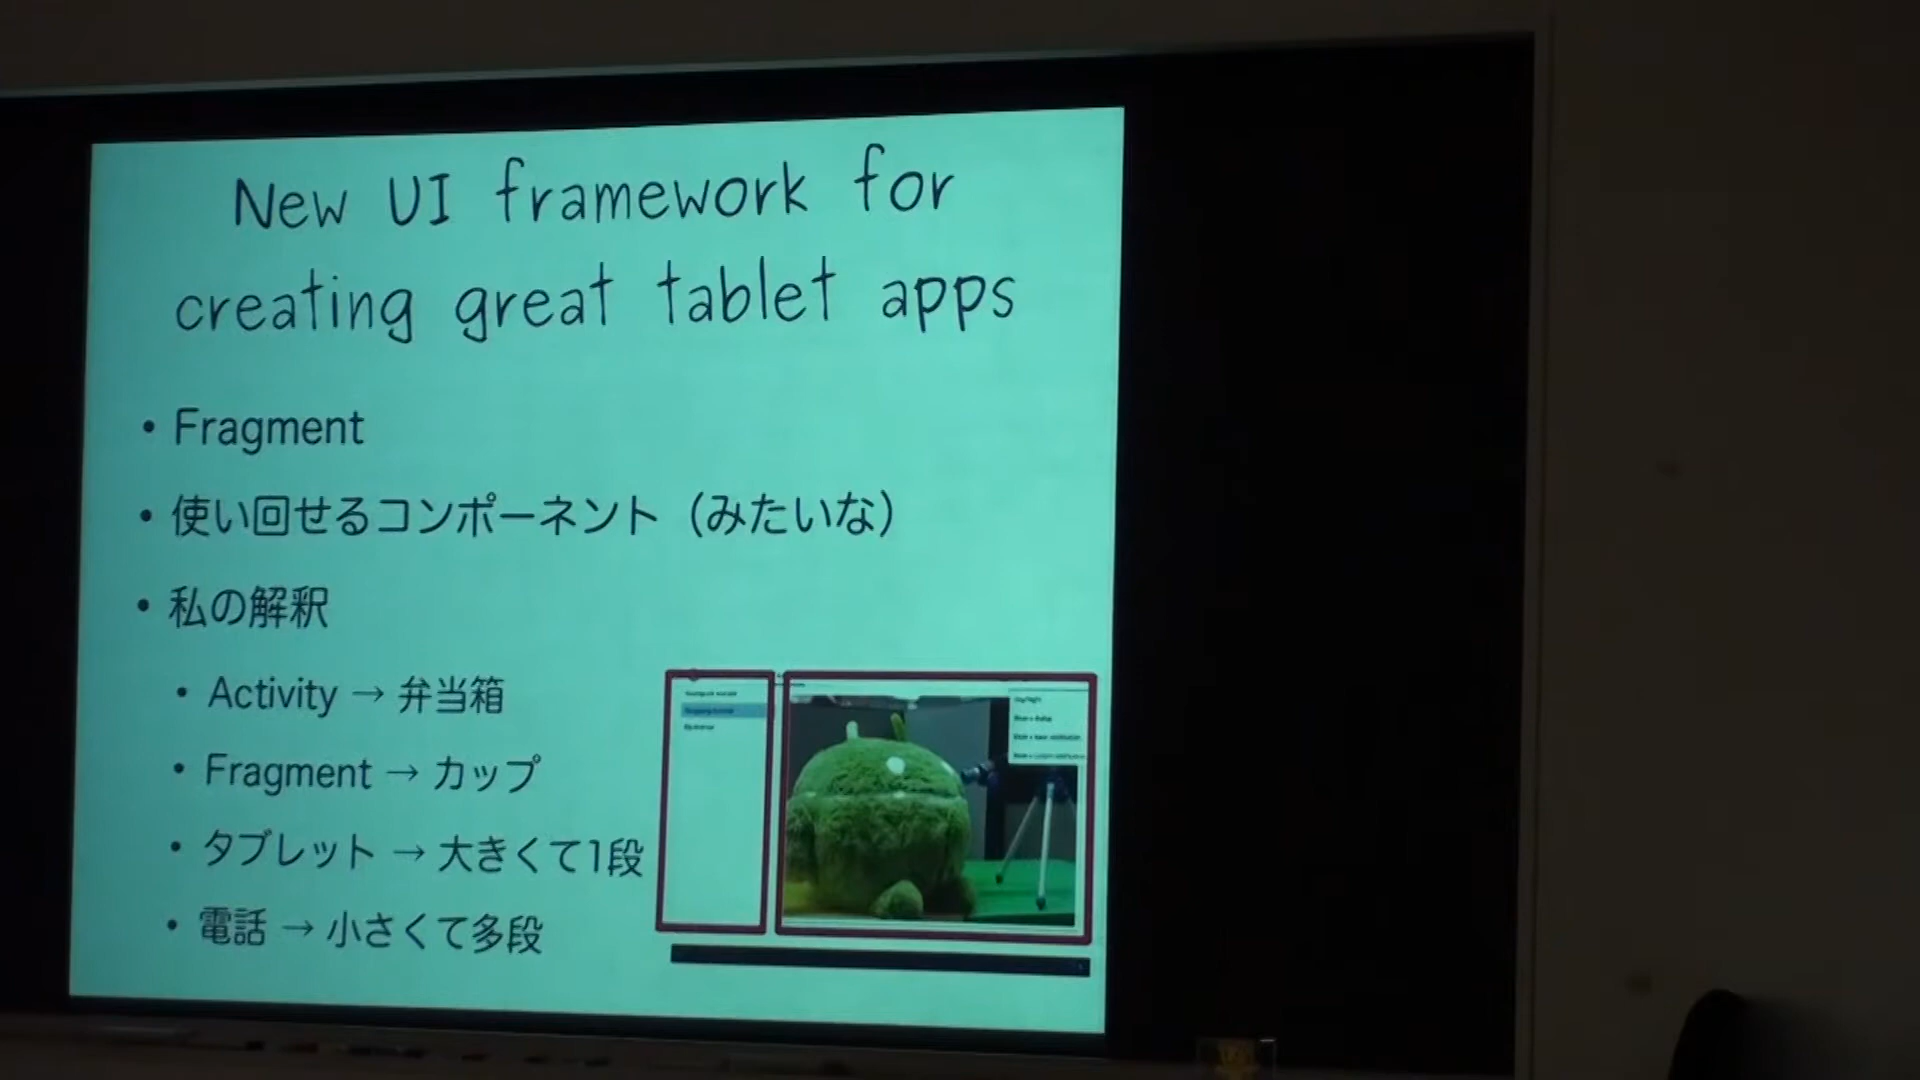 New UI framework for
creating great tablet apps
• Fragment
• 使い回せるコンポーネント（みたいな）
• 私の解釈
• Activity → 弁当箱
• Fragment → カップ
• タブレット → 大きくて1段
• 電話 → 小さくて多段